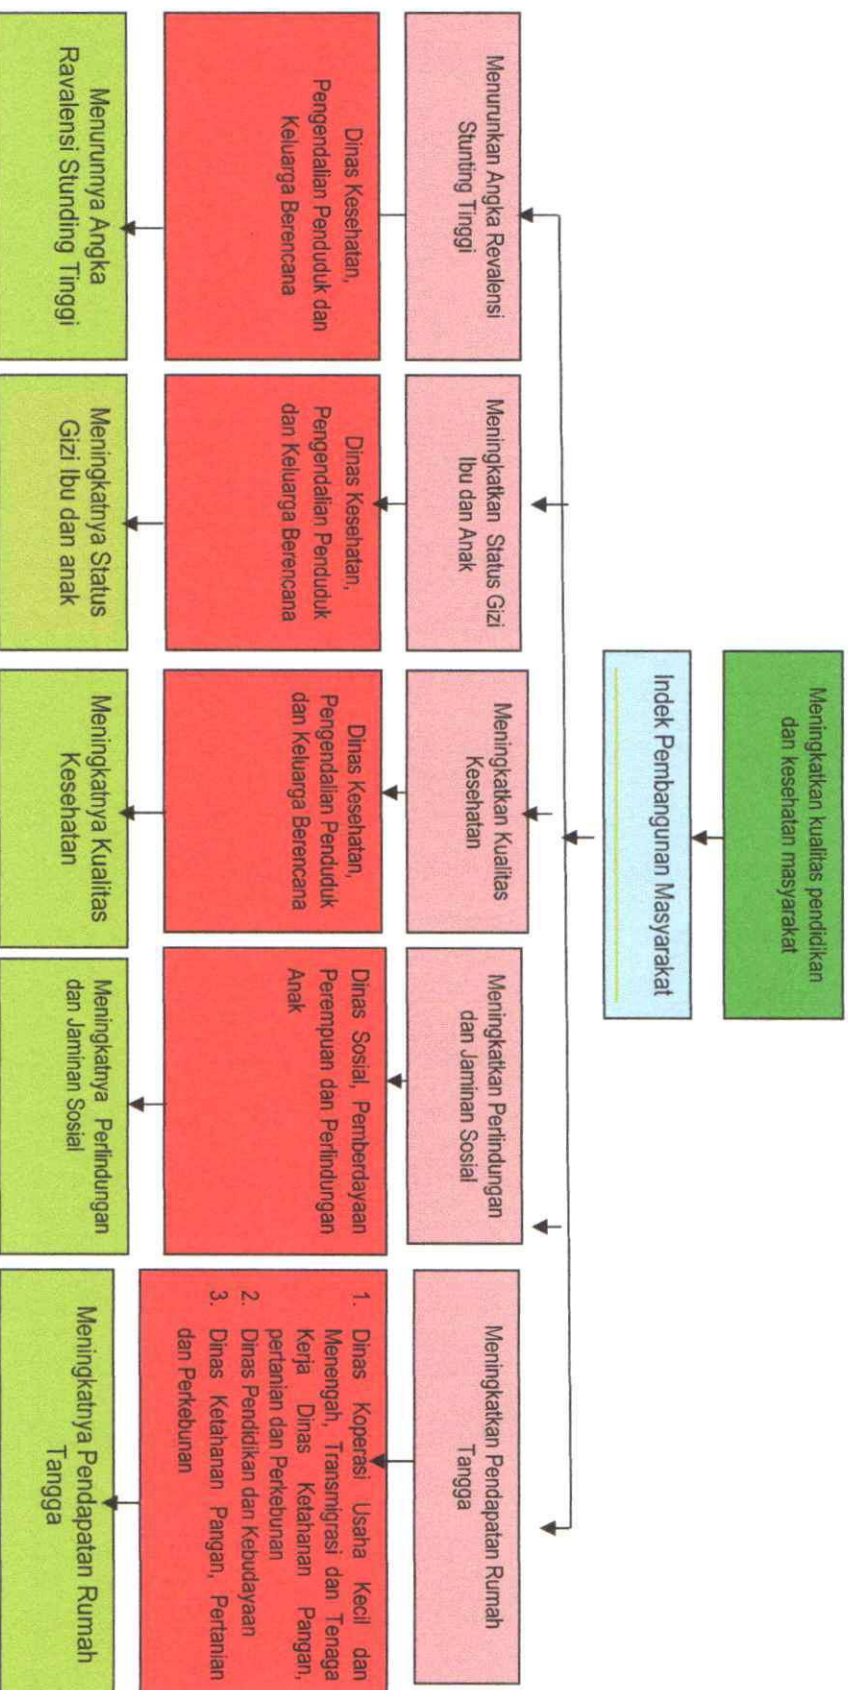 Meningkatkan kualitas pendidikan
dan kesehatan masyarakat
Indek Pembangunan Masyarakat
Menurunkan Angka Revalensi
Stunting Tinggi
Meningkatkan Status Gizi
Ibu dan Anak
Meningkatkan Kualitas
Kesehatan
Meningkatkan Perlindungan
dan Jaminan Sosial
Meningkatkan Pendapatan Rumah
Tangga
Dinas Kesehatan,
Pengendalian Penduduk dan
Keluarga Berencana
Dinas Kesehatan,
Pengendalian Penduduk
dan Keluarga Berencana
Dinas Kesehatan,
Pengendalian Penduduk
dan Keluarga Berencana
Dinas Sosial, Pemberdayaan
Perempuan dan Perlindungan
Anak
1. Dinas Koperasi Usaha Kecil dan
Menengah, Transmigrasi dan Tenaga
Kerja Dinas Ketahanan Pangan,
pertanian dan Perkebunan
2. Dinas Pendidikan dan Kebudayaan
3. Dinas Ketahanan Pangan, Pertanian
dan Perkebunan
Menurunnya Angka
Ravalensi Stunding Tinggi
Meningkatnya Status
Gizi Ibu dan anak
Meningkatnya Kualitas
Kesehatan
Meningkatnya Perlindungan
dan Jaminan Sosial
Meningkatnya Pendapatan Rumah
Tangga